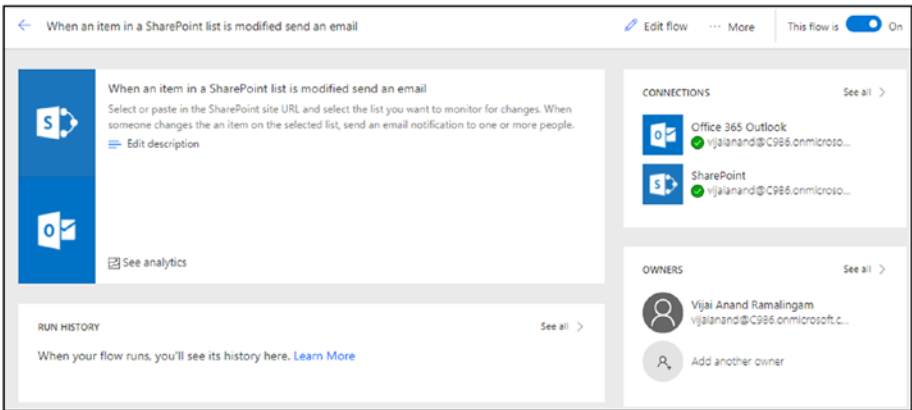 When an item in a SharePoint list is modified send an email
Edit flow
··· More
This flow is
On
When an item in a SharePoint list is modified send an email
Select or paste in the SharePoint site URL and select the list you want to monitor for changes. When
someone changes the an item on the selected list, send an email notification to one or more people.
Edit description
See analytics
RUN HISTORY
See all
When your flow runs, you'll see its history here. Learn More
CONNECTIONS
See all
Office 365 Outlook
vijaianand@C986.onmicroso...
SharePoint
vijaianand@C986.onmicroso...
OWNERS
See all
Vijai Anand Ramalingam
vijaianand@C986.onmicrosoft.c...
Add another owner